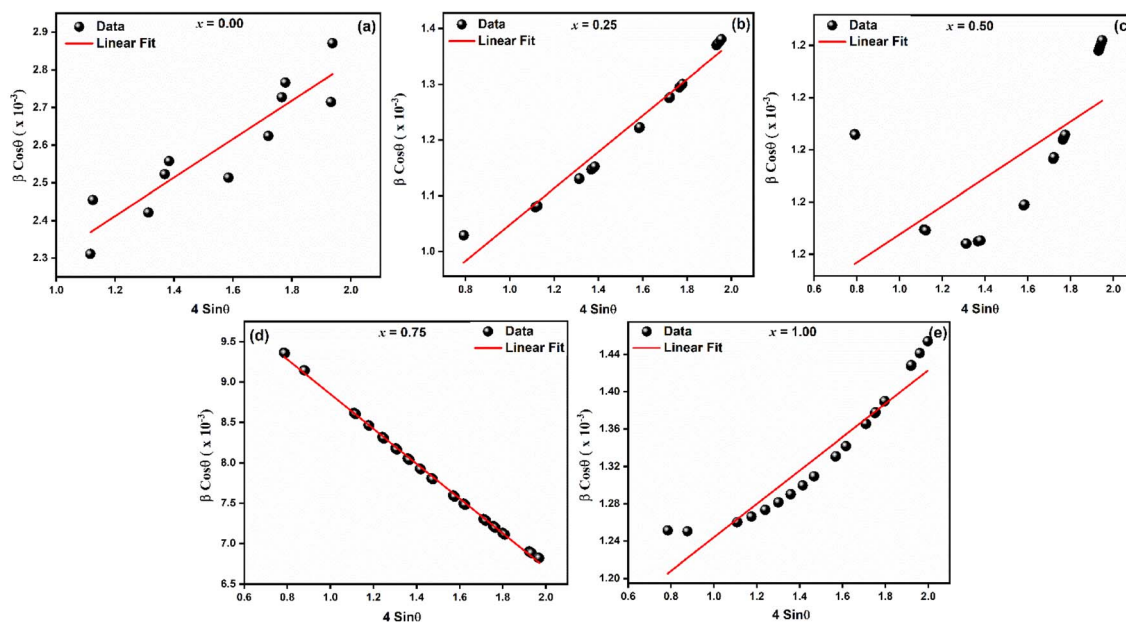 (a)
x = 0.00
Data
Linear Fit
2.9
2.8
2.7
2.6
2.5
2.4
2.3
β Cosθ ( x 10⁻³)
1.0 1.2 1.4 1.6 1.8 2.0
4 Sinθ
(b)
x = 0.25
Data
Linear Fit
1.4
1.3
1.2
1.1
1.0
β Cosθ ( x 10⁻³)
0.8 1.0 1.2 1.4 1.6 1.8 2.0
4 Sinθ
(c)
x = 0.50
Data
Linear Fit
1.2
1.2
1.2
1.2
1.2
β Cosθ ( x 10⁻³)
0.6 0.8 1.0 1.2 1.4 1.6 1.8 2.0
4 Sinθ
(d)
x = 0.75
Data
Linear Fit
9.5
9.0
8.5
8.0
7.5
7.0
6.5
β Cosθ ( x 10⁻³)
0.6 0.8 1.0 1.2 1.4 1.6 1.8 2.0
4 Sinθ
(e)
x = 1.00
Data
Linear Fit
1.44
1.40
1.36
1.32
1.28
1.24
1.20
β Cosθ ( x 10⁻³)
0.6 0.8 1.0 1.2 1.4 1.6 1.8 2.0
4 Sinθ